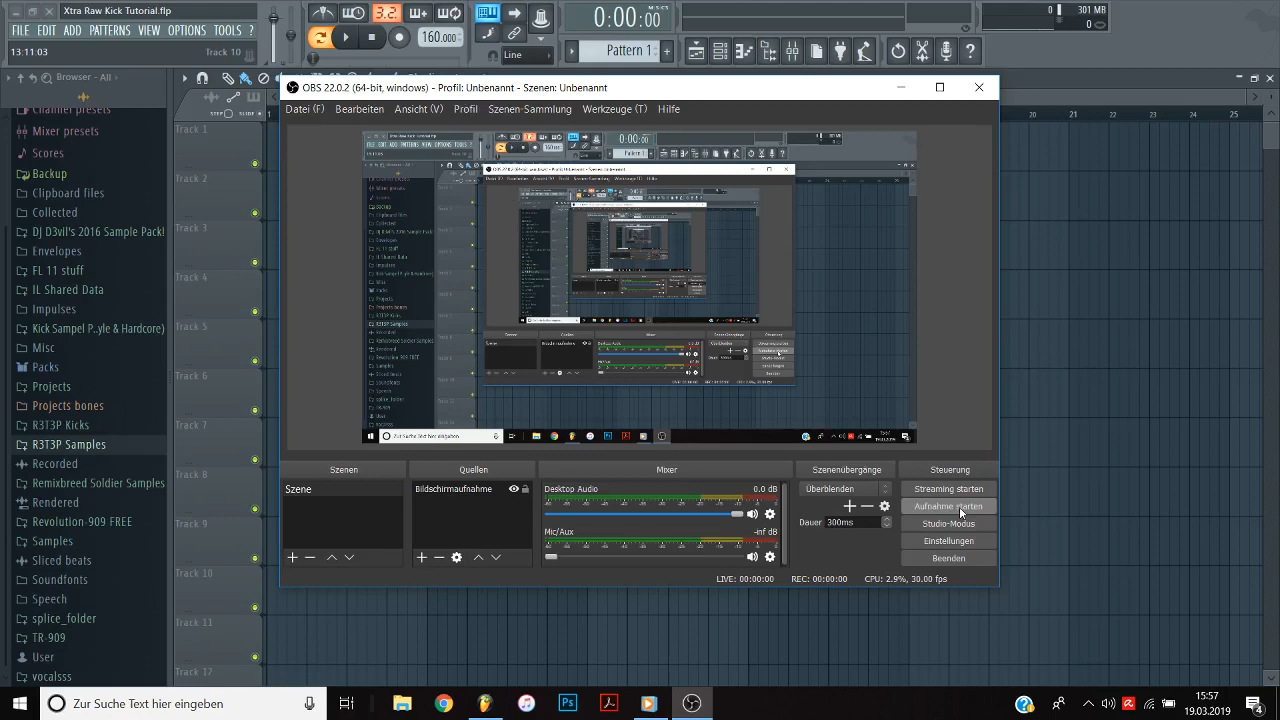 Xtra Raw Kick Tutorial.flp
FILE EDIT ADD PATTERNS VIEW OPTIONS TOOLS ?
13.11.03 Track 10
3.2
160.000
Line
0:00:00
M:S:CS
Pattern 1
0
301 MB
0
Browser - All
Channel presets
Mixer presets
Scores
Backup
Clipboard files
Collected
DJ D3vil's 2016 Sample Pack!
Envelopes
FL 11 stuff
IL Shared Data
Impulses
Kick Sampel P..yle & Hardcore)
Misc
Packs
Projects
Projects bones
R3T3P Kicks
R3T3P Samples
Recorded
Remixbreed Soldier Samples
Rendered
Revolution-909 FREE
Samples
Sliced beats
Soundfonts
Speech
splice_folder
TR-909
User
vocalsss
STEP SLIDE
Track 1
Track 2
Track 3
Track 4
Track 5
Track 6
Track 7
Track 8
Track 9
Track 10
Track 11
Track 12
20 21 22 23 24 25
OBS 22.0.2 (64-bit, windows) - Profil: Unbenannt - Szenen: Unbenannt
Datei (F) Bearbeiten Ansicht (V) Profil Szenen-Sammlung Werkzeuge (T) Hilfe
Szenen Quellen Mixer Szenenübergänge Steuerung
Szene
Bildschirmaufnahme
Desktop Audio 0.0 dB
Mic/Aux -inf dB
Überblenden
Dauer 300ms
Streaming starten
Aufnahme starten
Studio-Modus
Einstellungen
Beenden
LIVE: 00:00:00 REC: 00:00:00 CPU: 2.9%, 30.00 fps
Zur Suche Text hier eingeben
15:57
19.03.2019